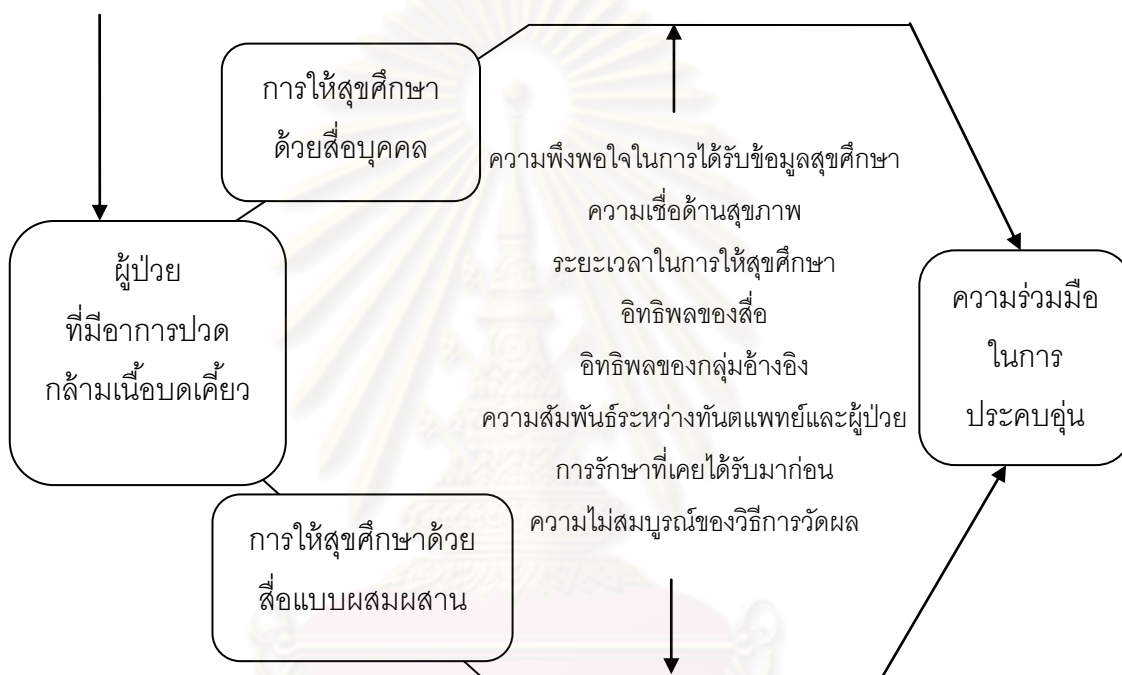 การให้สุขศึกษา
ด้วยสื่อบุคคล
ผู้ป่วย
ที่มีอาการปวด
กล้ามเนื้อบดเคี้ยว
การให้สุขศึกษาด้วย
สื่อแบบผสมผสาน
ความพึงพอใจในการได้รับข้อมูลสุขศึกษา
ความเชื่อด้านสุขภาพ
ระยะเวลาในการให้สุขศึกษา
อิทธิพลของสื่อ
อิทธิพลของกลุ่มอ้างอิง
ความสัมพันธ์ระหว่างทันตแพทย์และผู้ป่วย
การรักษาที่เคยได้รับมาก่อน
ความไม่สมบูรณ์ของวิธีการวัดผล
ความร่วมมือ
ในการ
ประคบอุ่น